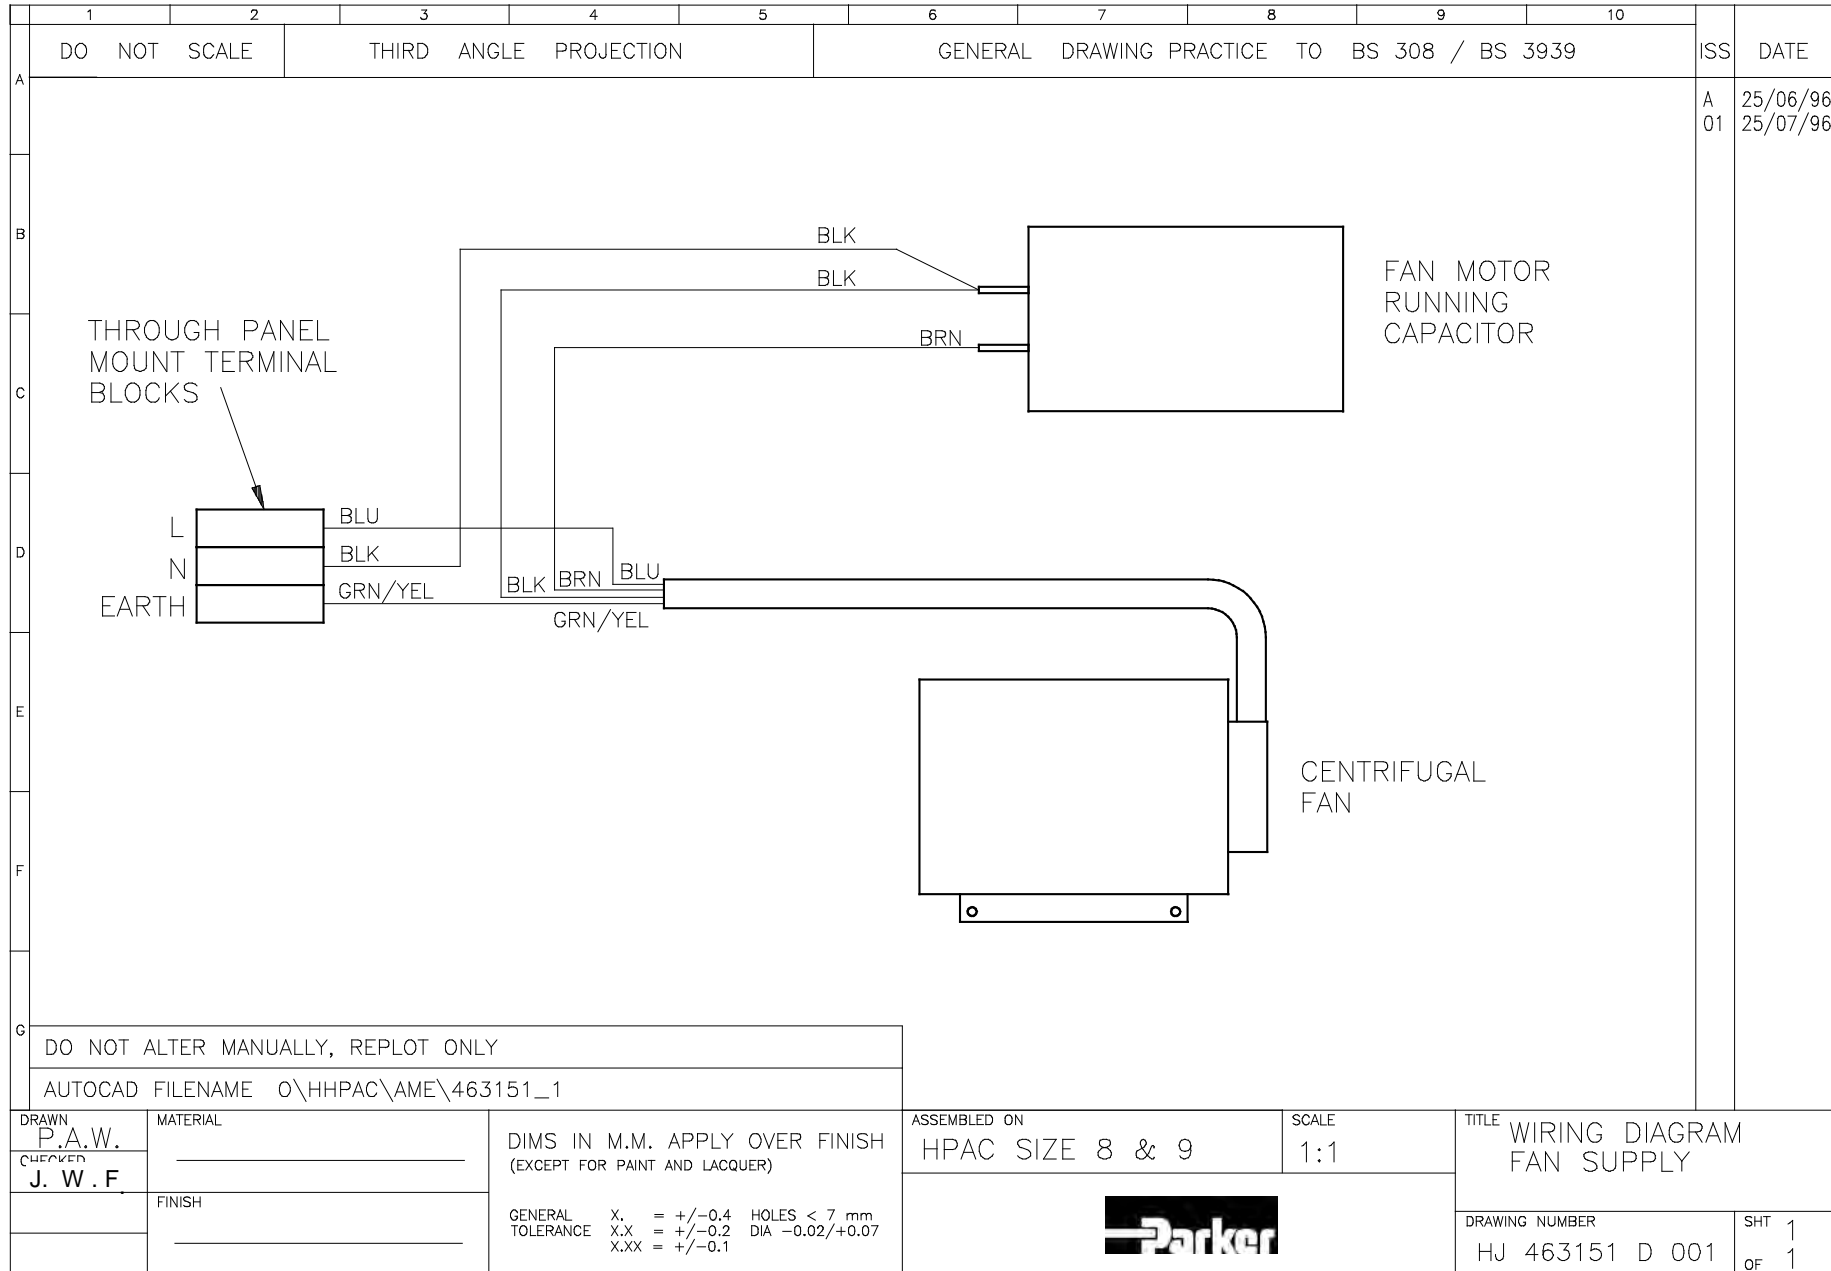 1 2 3 4 5 6 7 8 9 10
DO NOT SCALE
THIRD ANGLE PROJECTION
GENERAL DRAWING PRACTICE TO BS 308 / BS 3939
ISS DATE
A 25/06/96
01 25/07/96
A
B
C
D
E
F
G
BLK
BLK
BRN
FAN MOTOR
RUNNING
CAPACITOR
THROUGH PANEL
MOUNT TERMINAL
BLOCKS
L
N
EARTH
BLU
BLK
GRN/YEL
BLK BRN BLU
GRN/YEL
CENTRIFUGAL
FAN
DO NOT ALTER MANUALLY, REPLOT ONLY
AUTOCAD FILENAME O\HHPAC\AME\463151_1
DRAWN
P.A.W.
CHECKED
J. W . F.
MATERIAL
FINISH
DIMS IN M.M. APPLY OVER FINISH
(EXCEPT FOR PAINT AND LACQUER)
GENERAL X. = +/-0.4 HOLES < 7 mm
TOLERANCE X.X = +/-0.2 DIA -0.02/+0.07
X.XX = +/-0.1
ASSEMBLED ON
HPAC SIZE 8 & 9
SCALE
1:1
Parker
TITLE WIRING DIAGRAM
FAN SUPPLY
DRAWING NUMBER
HJ 463151 D 001
SHT 1
OF 1